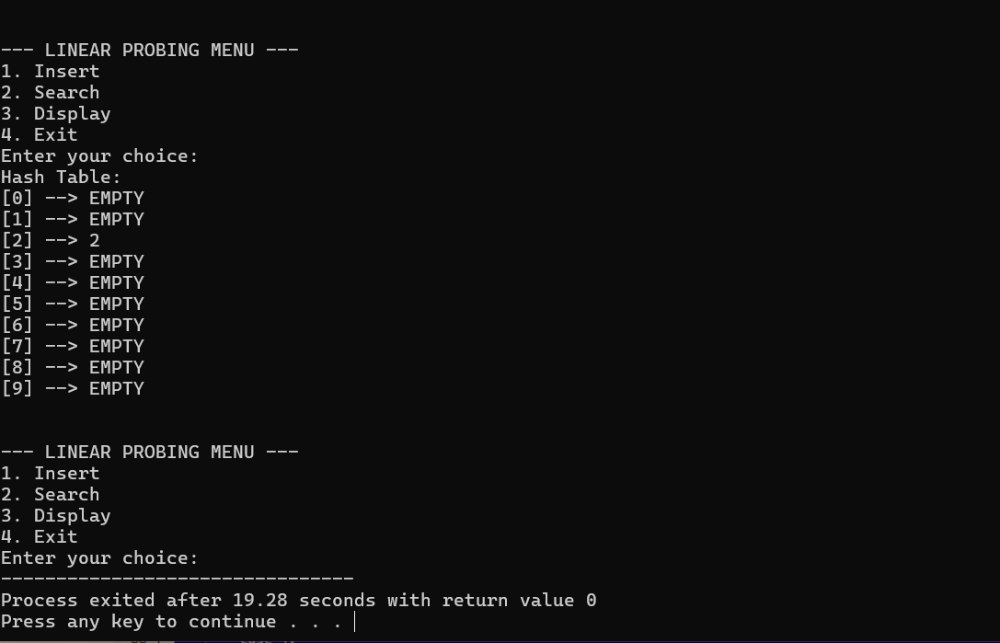 --- LINEAR PROBING MENU ---
1. Insert
2. Search
3. Display
4. Exit
Enter your choice:
Hash Table:
[0] --> EMPTY
[1] --> EMPTY
[2] --> 2
[3] --> EMPTY
[4] --> EMPTY
[5] --> EMPTY
[6] --> EMPTY
[7] --> EMPTY
[8] --> EMPTY
[9] --> EMPTY
--- LINEAR PROBING MENU ---
1. Insert
2. Search
3. Display
4. Exit
Enter your choice:
--------------------------------
Process exited after 19.28 seconds with return value 0
Press any key to continue . . .